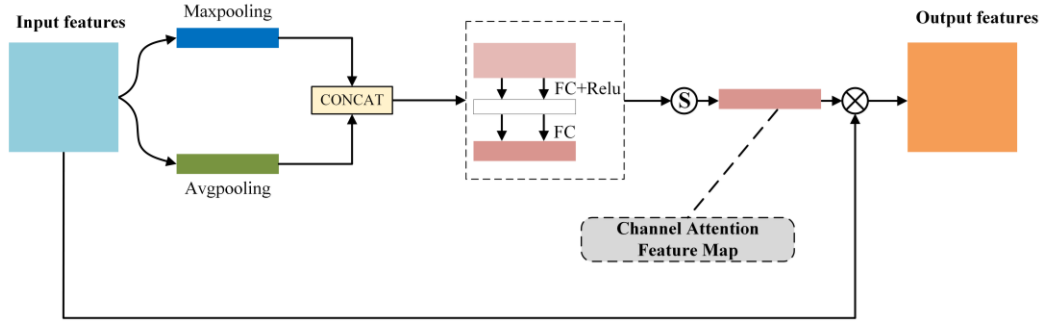 Input features
Maxpooling
Avgpooling
CONCAT
FC+Relu
FC
S
Channel Attention
Feature Map
Output features